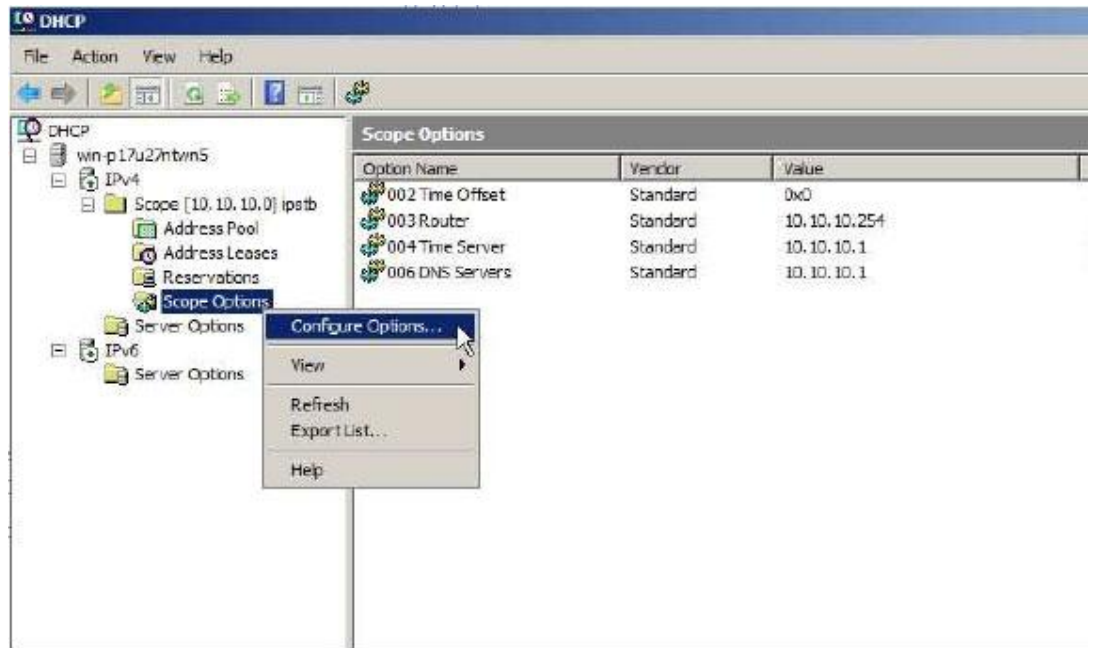 DHCP
File Action View Help
DHCP
win-p17u27ntwn5
IPv4
Scope [10.10.10.0] ipstb
Address Pool
Address Leases
Reservations
Scope Options
Server Options
IPv6
Server Options
Scope Options
Option Name Vendor Value
002 Time Offset Standard 0x0
003 Router Standard 10.10.10.254
004 Time Server Standard 10.10.10.1
006 DNS Servers Standard 10.10.10.1
Configure Options...
View
Refresh
Export List...
Help